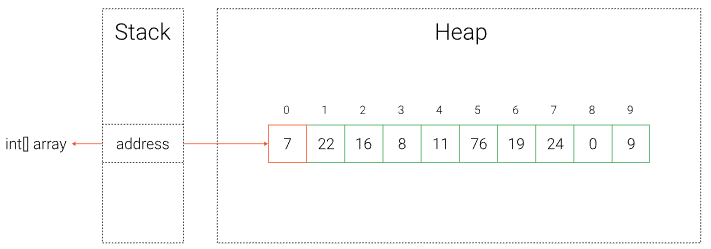 Stack
Heap
0 1 2 3 4 5 6 7 8 9
int[] array address 7 22 16 8 11 76 19 24 0 9